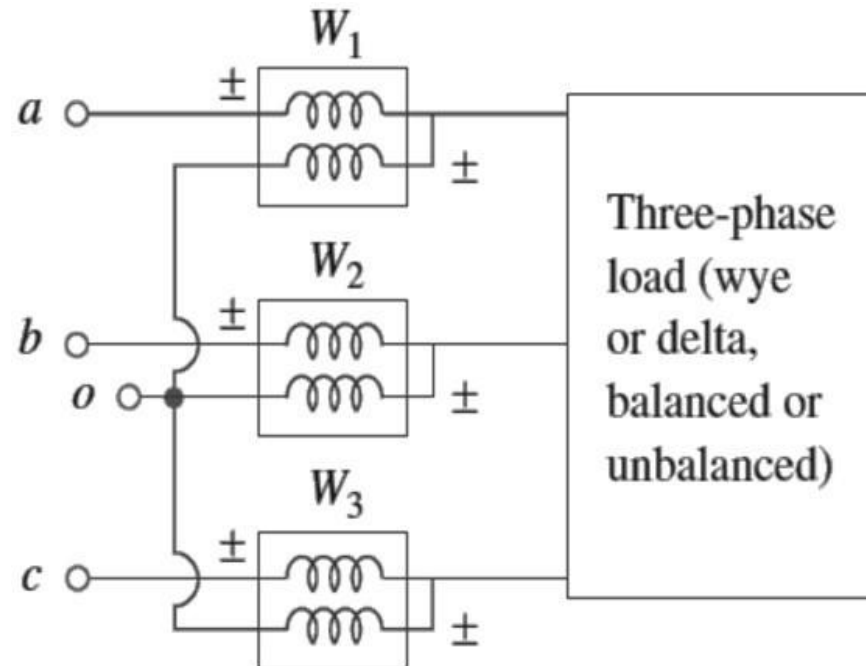 W₁
±
a
±
Three-phase
load (wye
or delta,
balanced or
unbalanced)
W₂
±
b
o
±
W₃
±
c
±